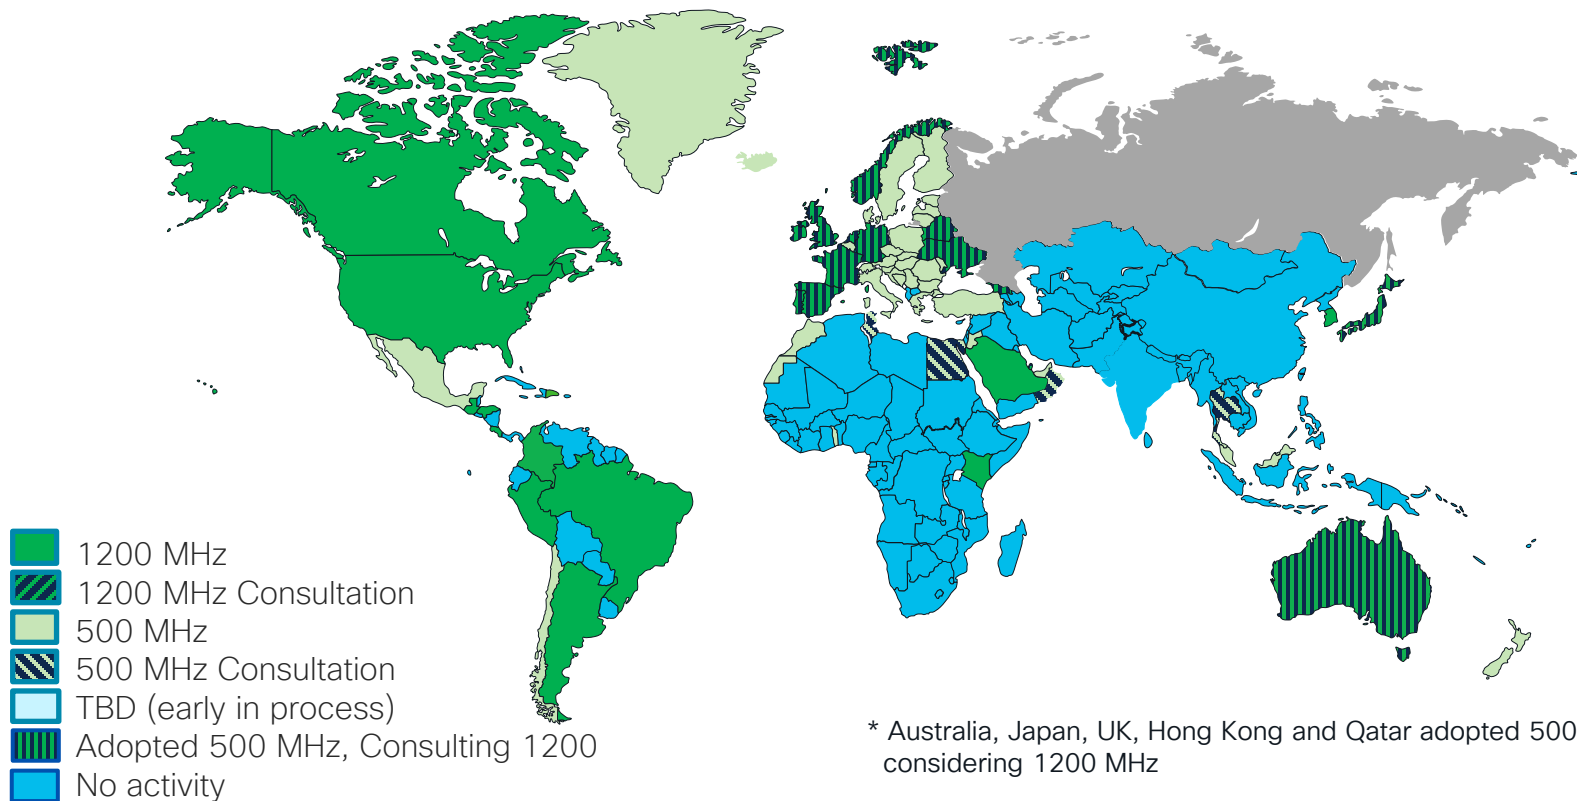 1200 MHz
1200 MHz Consultation
500 MHz
500 MHz Consultation
TBD (early in process)
Adopted 500 MHz, Consulting 1200
No activity
* Australia, Japan, UK, Hong Kong and Qatar adopted 500
considering 1200 MHz